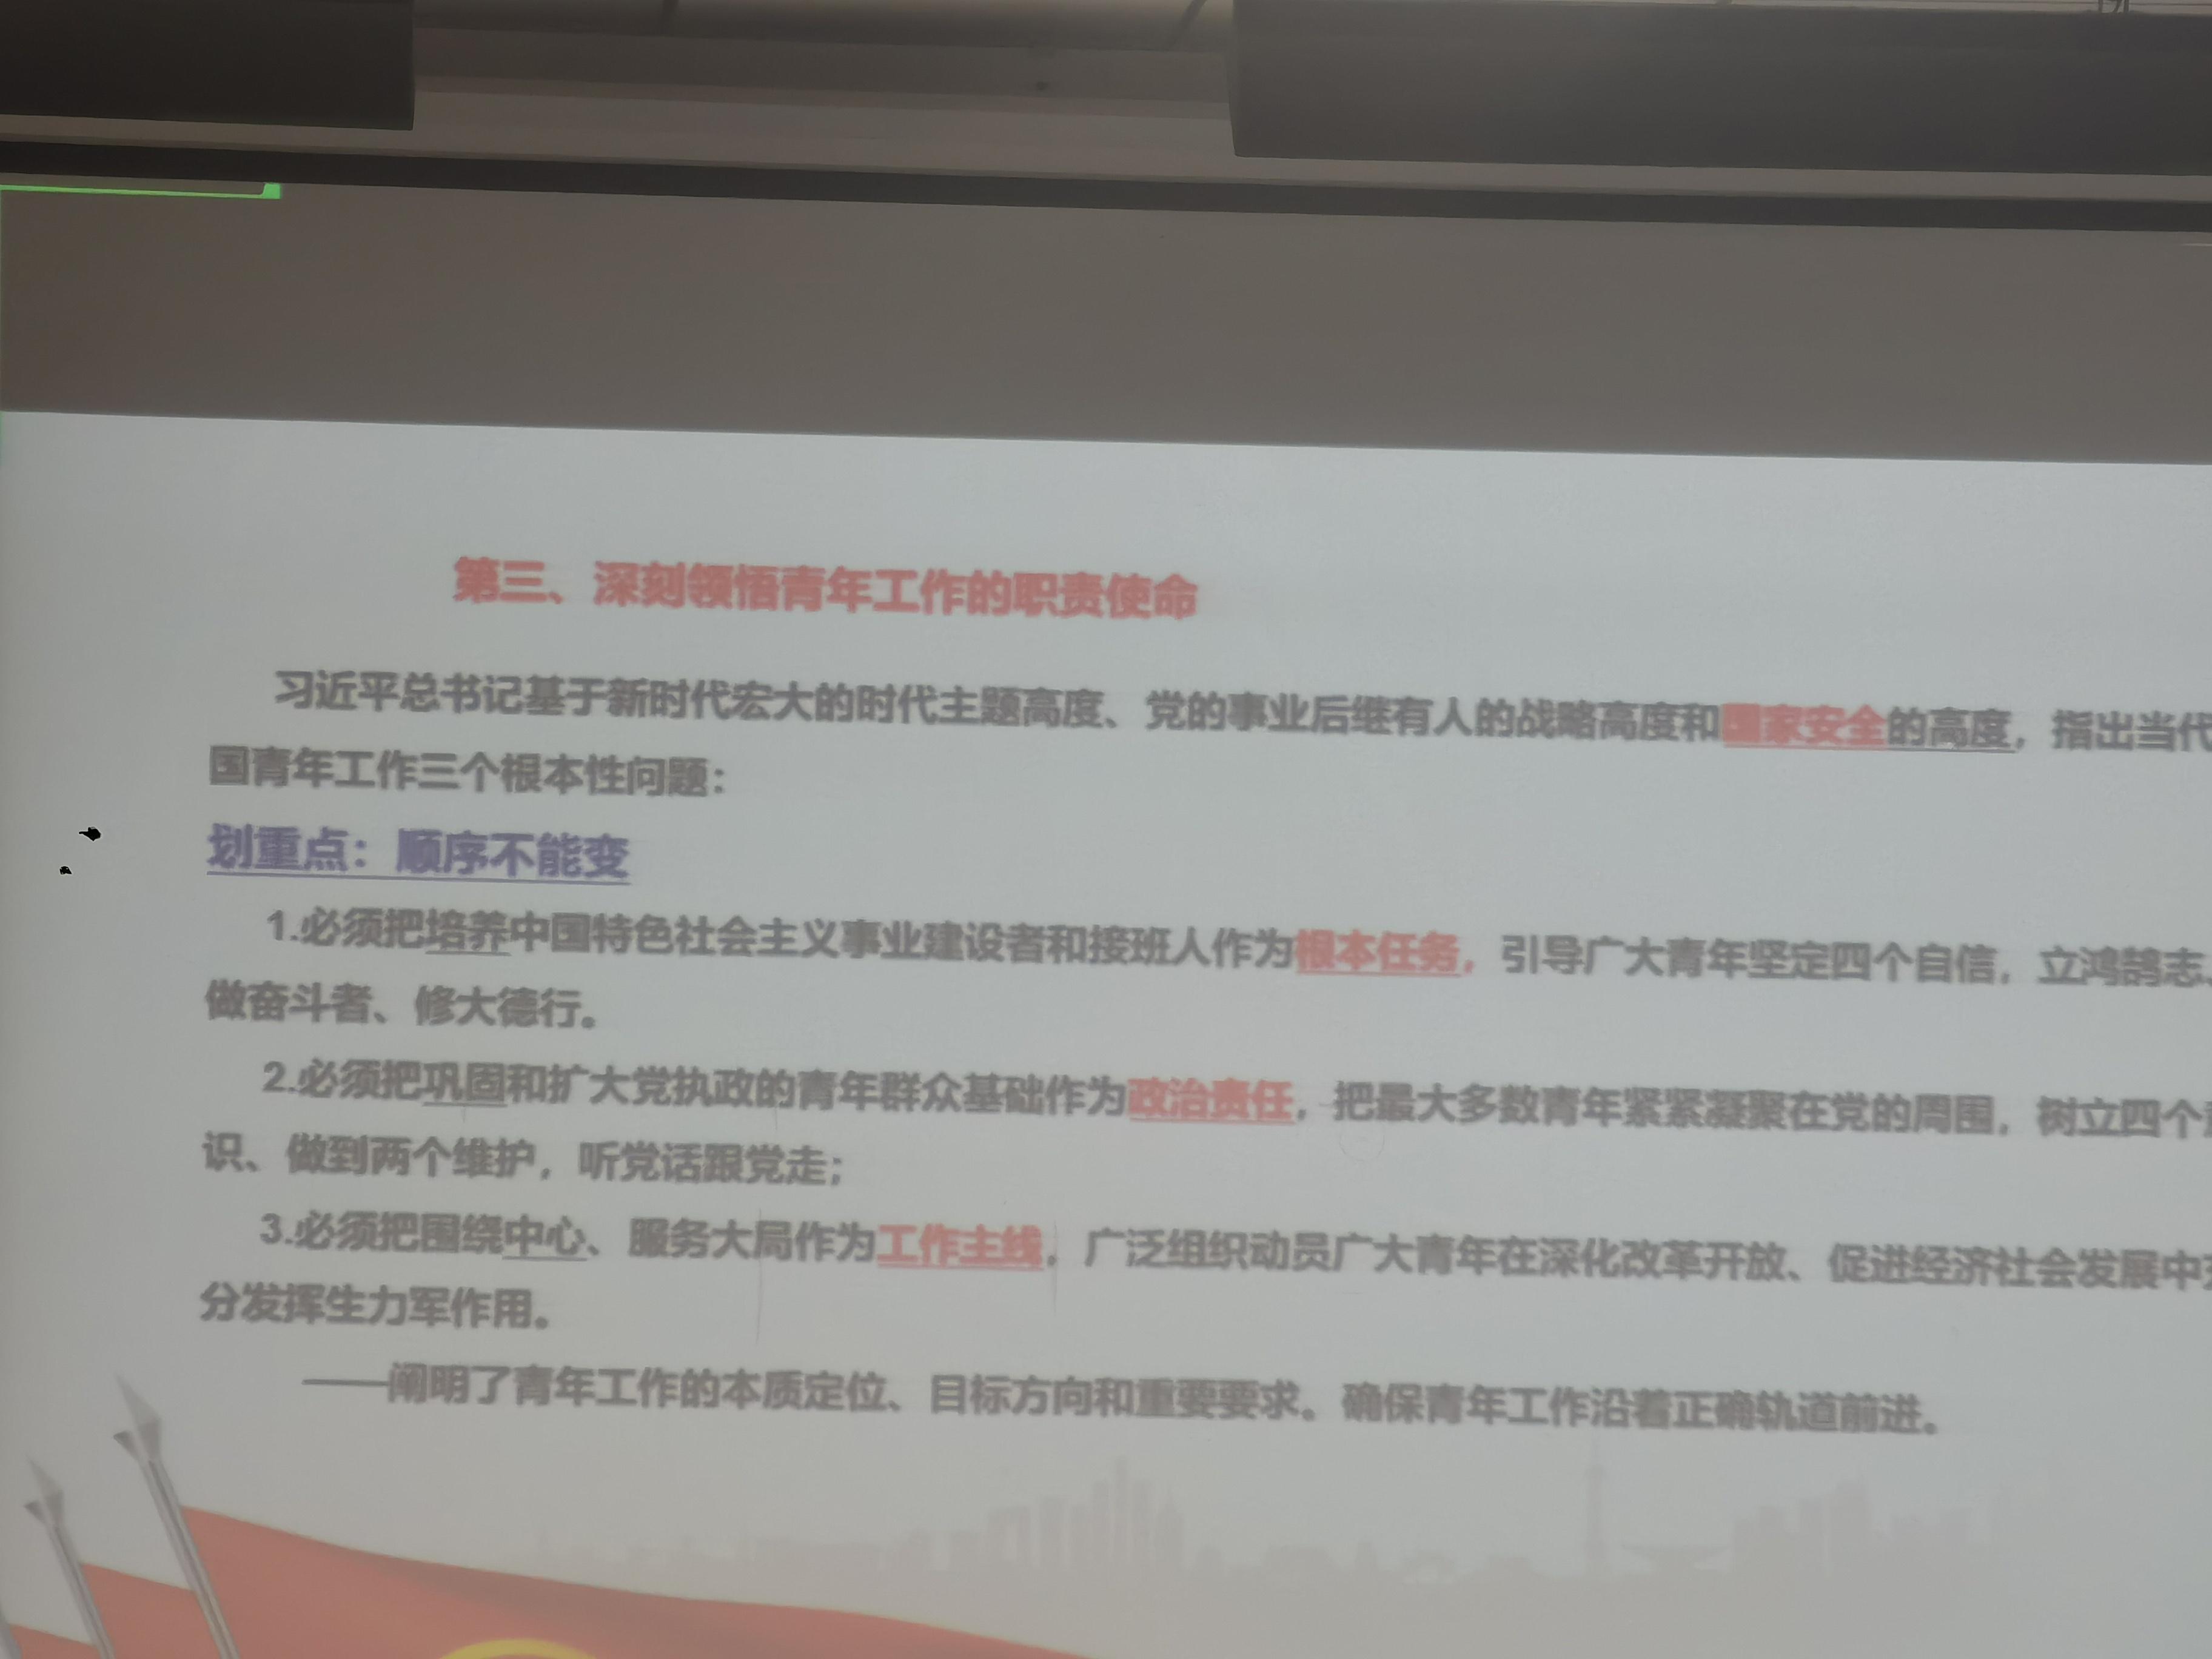 第三、深刻领悟青年工作的职责使命
习近平总书记基于新时代宏大的时代主题高度、党的事业后继有人的战略高度和国家安全的高度，指出当代
国青年工作三个根本性问题：
划重点：顺序不能变
1.必须把培养中国特色社会主义事业建设者和接班人作为根本任务，引导广大青年坚定四个自信，立鸿鹄志、
做奋斗者、修大德行。
2.必须把巩固和扩大党执政的青年群众基础作为政治责任，把最大多数青年紧紧凝聚在党的周围，树立四个
识、做到两个维护，听党话跟党走；
3.必须把围绕中心、服务大局作为工作主线，广泛组织动员广大青年在深化改革开放、促进经济社会发展中
分发挥生力军作用。
——阐明了青年工作的本质定位、目标方向和重要要求。确保青年工作沿着正确轨道前进。